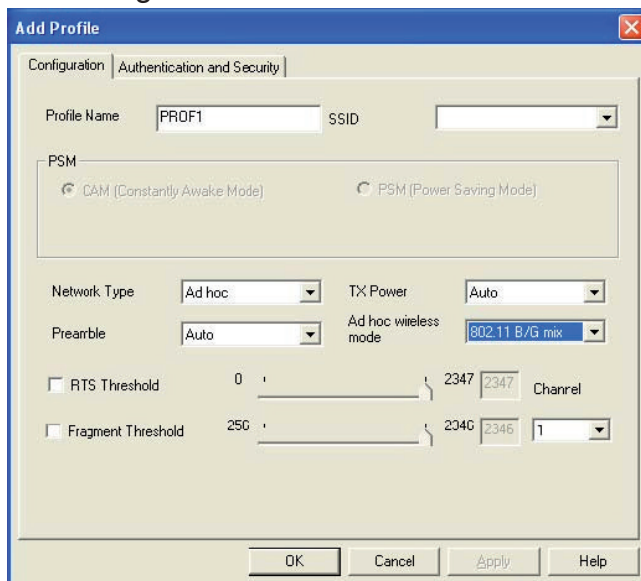 Add Profile
Configuration Authentication and Security
Profile Name PROF1 SSID
PSM
CAM (Constantly Awake Mode) PSM (Power Saving Mode)
Network Type Ad hoc TX Power Auto
Preamble Auto Ad hoc wireless mode 802.11 B/G mix
RTS Threshold 0 2347 2347 Channel
Fragment Threshold 256 2346 2346 1
OK Cancel Apply Help